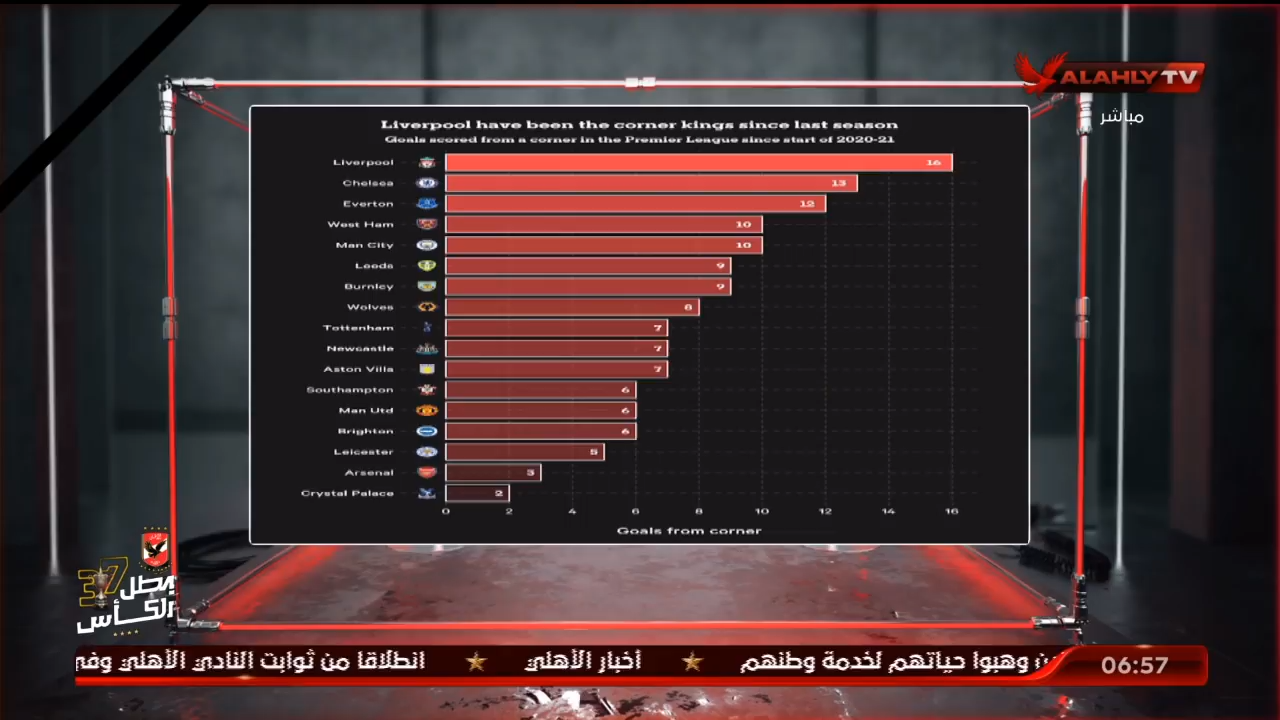 ALAHLY TV
مباشر
Liverpool have been the corner kings since last season
Goals scored from a corner in the Premier League since start of 2020-21
Liverpool 16
Chelsea 13
Everton 12
West Ham 10
Man City 10
Leeds 9
Burnley 9
Wolves 8
Tottenham 7
Newcastle 7
Aston Villa 7
Southampton 6
Man Utd 6
Brighton 6
Leicester 5
Arsenal 3
Crystal Palace 2
0 2 4 6 8 10 12 14 16
Goals from corner
37
بطل
الكأس
وهبوا حياتهم لخدمة وطنهم ★ أخبار الأهلي ★ انطلاقا من ثوابت النادي الأهلي وفي
06:57